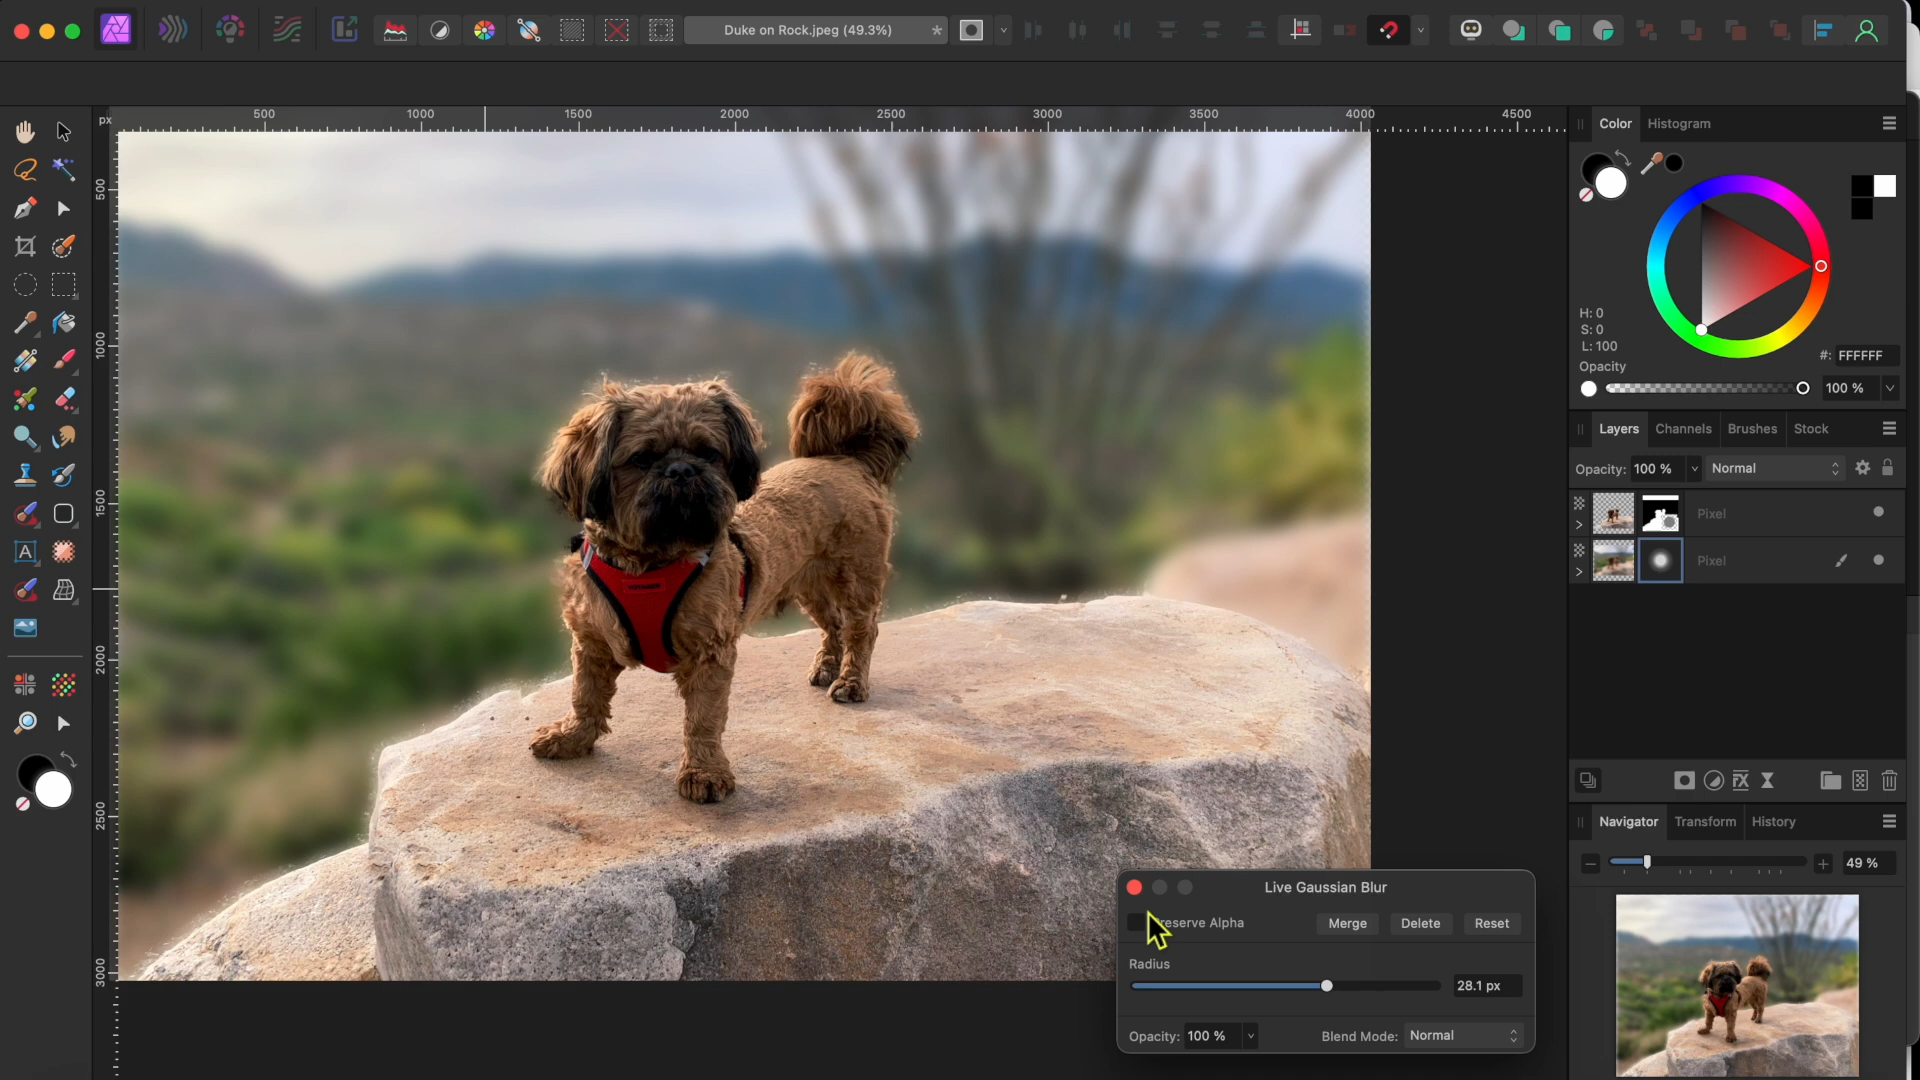 Duke on Rock.jpeg (49.3%)
*
px
500
1000
1500
2000
2500
3000
3500
4000
4500
500
1000
1500
2000
2500
3000
Color
Histogram
H: 0
S: 0
L: 100
#: FFFFFF
Opacity
100 %
Layers
Channels
Brushes
Stock
Opacity: 100 %
Normal
Pixel
Pixel
Navigator
Transform
History
49 %
Live Gaussian Blur
Preserve Alpha
Merge
Delete
Reset
Radius
28.1 px
Opacity: 100 %
Blend Mode: Normal